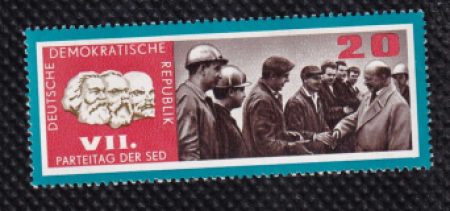 DEUTSCHE DEMOKRATISCHE REPUBLIK
VII.
PARTEITAG DER SED
20